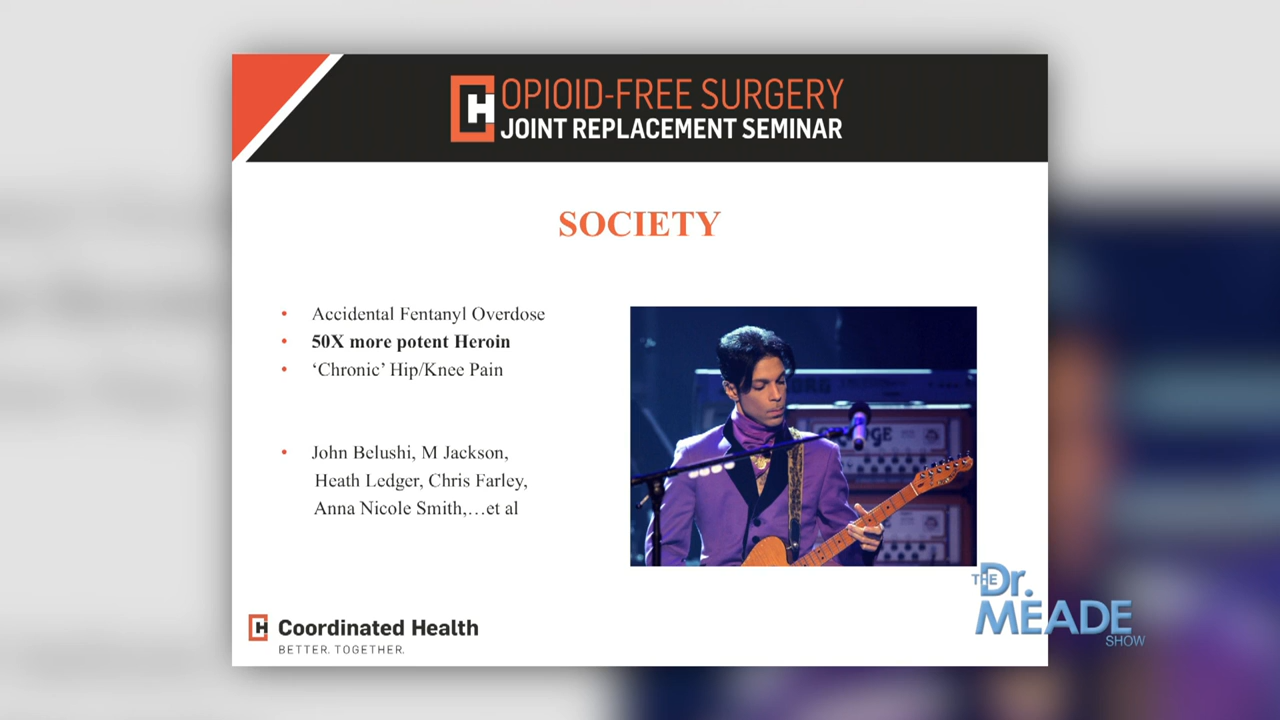 OPIOID-FREE SURGERY
JOINT REPLACEMENT SEMINAR
SOCIETY
• Accidental Fentanyl Overdose
• 50X more potent Heroin
• ‘Chronic’ Hip/Knee Pain
• John Belushi, M Jackson,
Heath Ledger, Chris Farley,
Anna Nicole Smith,…et al
ORANGE
THE Dr.
MEADE
SHOW
H Coordinated Health
BETTER. TOGETHER.